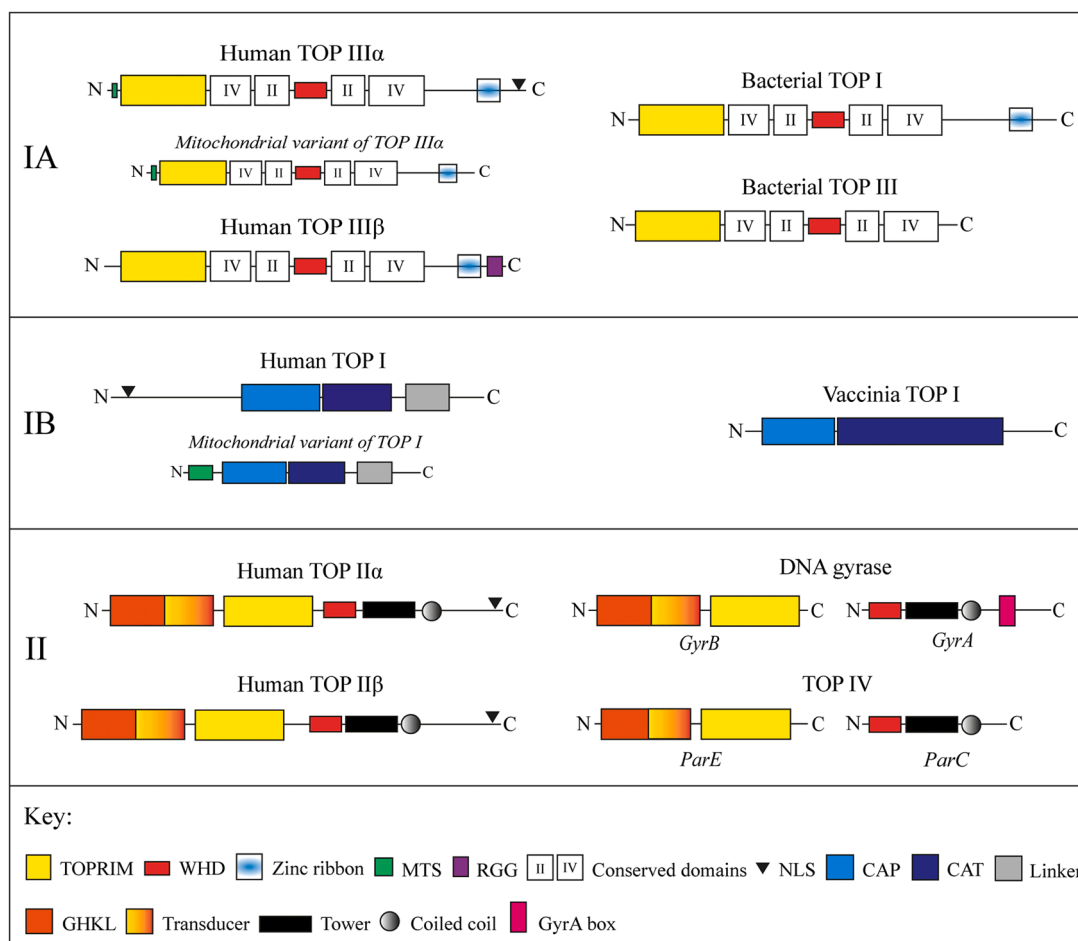 IA
Human TOP IIIα
N IV II II IV C
Mitochondrial variant of TOP IIIα
N IV II II IV C
Human TOP IIIβ
N IV II II IV C
Bacterial TOP I
N IV II II IV C
Bacterial TOP III
N IV II II IV C
IB
Human TOP I
N C
Mitochondrial variant of TOP I
N C
Vaccinia TOP I
N C
II
Human TOP IIα
N C
Human TOP IIβ
N C
DNA gyrase
N C N C
GyrB GyrA
TOP IV
N C N C
ParE ParC
Key:
TOPRIM WHD Zinc ribbon MTS RGG II IV Conserved domains NLS CAP CAT Linker
GHKL Transducer Tower Coiled coil GyrA box